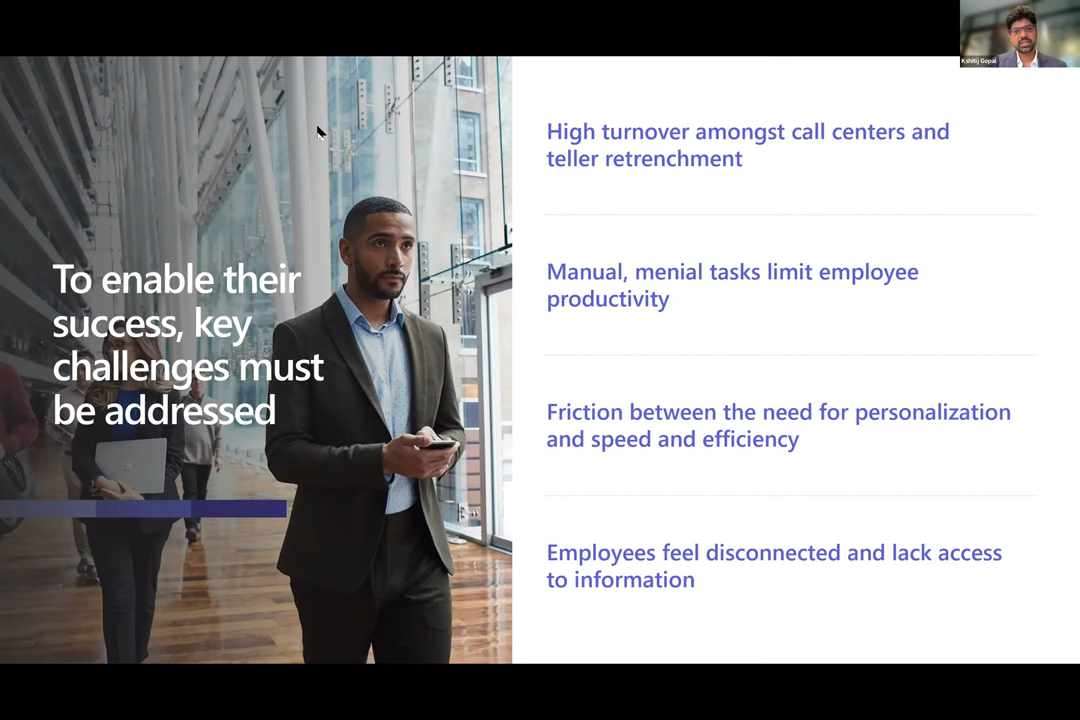 Kshitij Gopal
To enable their
success, key
challenges must
be addressed
High turnover amongst call centers and
teller retrenchment
Manual, menial tasks limit employee
productivity
Friction between the need for personalization
and speed and efficiency
Employees feel disconnected and lack access
to information